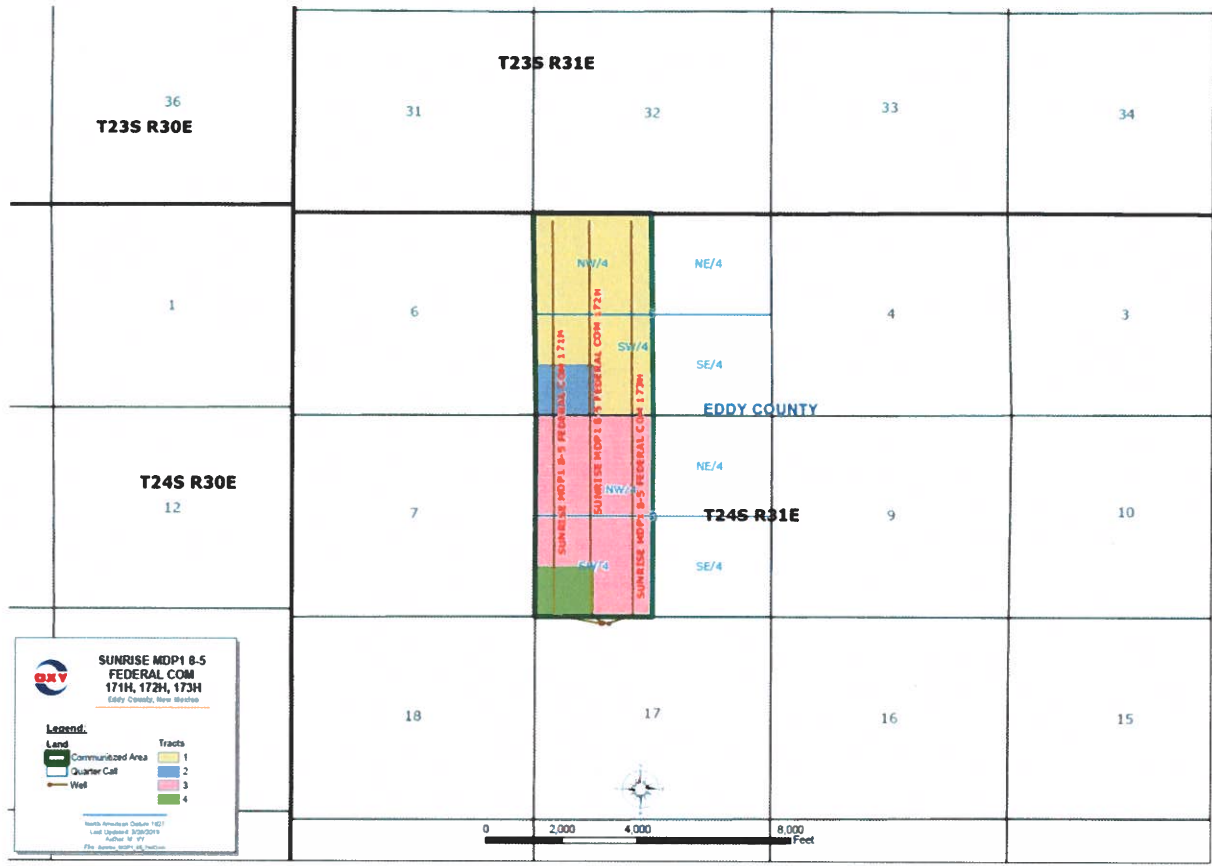 T23S R31E
36
31
32
33
34
T23S R30E
NW/4
NE/4
1
6
4
3
SW/4
SE/4
EDDY COUNTY
SUNRISE MDP1 8-5 FEDERAL COM 171H
SUNRISE MDP1 8-5 FEDERAL COM 172H
SUNRISE MDP1 8-5 FEDERAL COM 173H
NE/4
T24S R30E
NW/4
12
7
T24S R31E
9
10
SW/4
SE/4
OXY
SUNRISE MDP1 8-5
FEDERAL COM
171H, 172H, 173H
Eddy County, New Mexico
Legend:
Land
Tracts
Communitized Area
1
Quarter Call
2
Well
3
4
North American Datum 1927
18
17
16
15
0 2,000 4,000 8,000
Feet